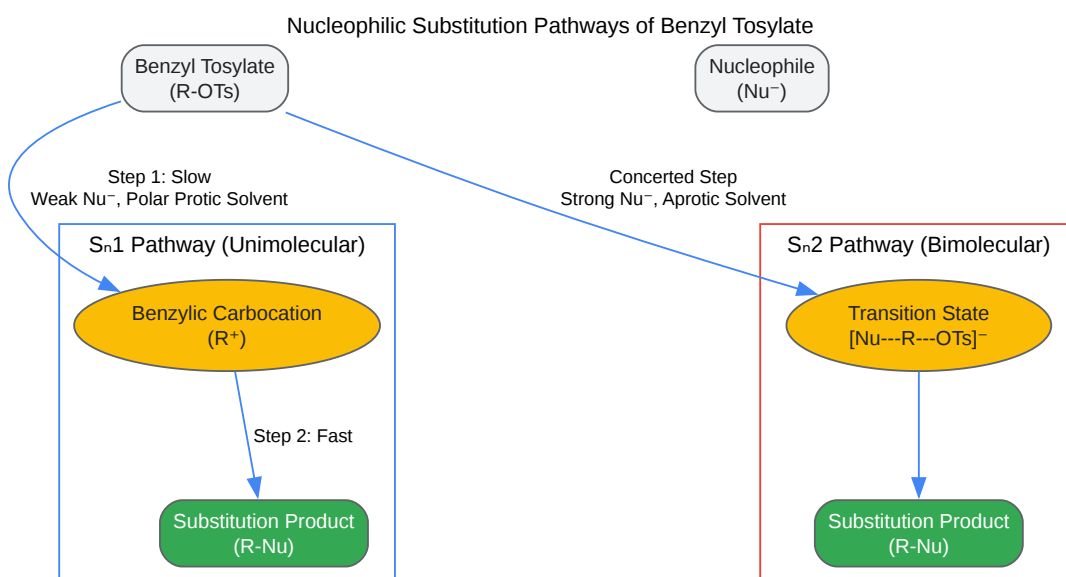 Nucleophilic Substitution Pathways of Benzyl Tosylate
Benzyl Tosylate
(R-OTs)
Nucleophile
(Nu⁻)
Step 1: Slow
Weak Nu⁻, Polar Protic Solvent
Concerted Step
Strong Nu⁻, Aprotic Solvent
Sₙ1 Pathway (Unimolecular)
Sₙ2 Pathway (Bimolecular)
Benzylic Carbocation
(R⁺)
Transition State
[Nu---R---OTs]⁻
Step 2: Fast
Substitution Product
(R-Nu)
Substitution Product
(R-Nu)